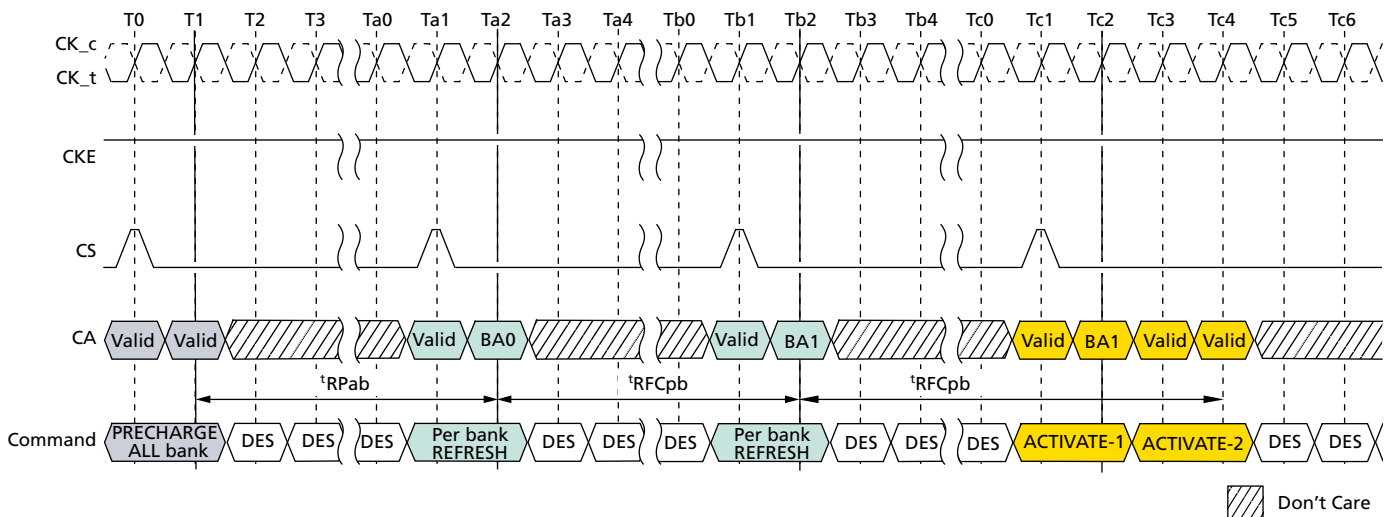 T0 T1 T2 T3 Ta0 Ta1 Ta2 Ta3 Ta4 Tb0 Tb1 Tb2 Tb3 Tb4 Tc0 Tc1 Tc2 Tc3 Tc4 Tc5 Tc6
CK_c
CK_t
CKE
CS
CA Valid Valid Valid BA0 Valid BA1 Valid BA1 Valid Valid
tRPab tRFCpb tRFCpb
Command PRECHARGE ALL bank DES DES DES Per bank REFRESH DES DES DES Per bank REFRESH DES DES DES ACTIVATE-1 ACTIVATE-2 DES DES
Don't Care